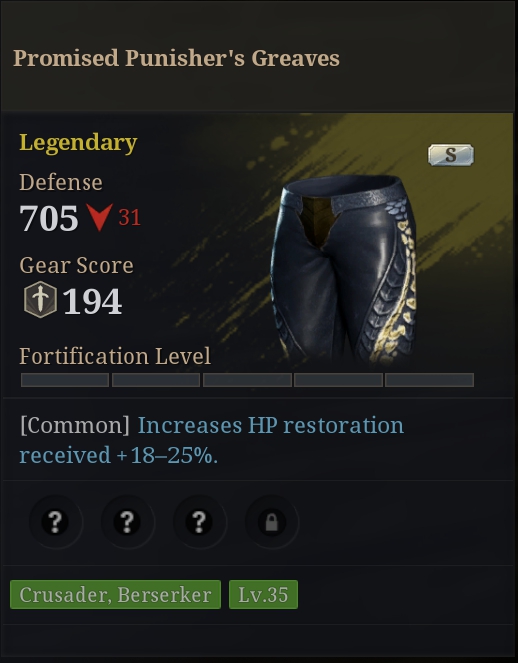 Promised Punisher's Greaves
Legendary
S
Defense
705 31
Gear Score
194
Fortification Level
[Common] Increases HP restoration
received +18–25%.
? ? ?
Crusader, Berserker Lv.35